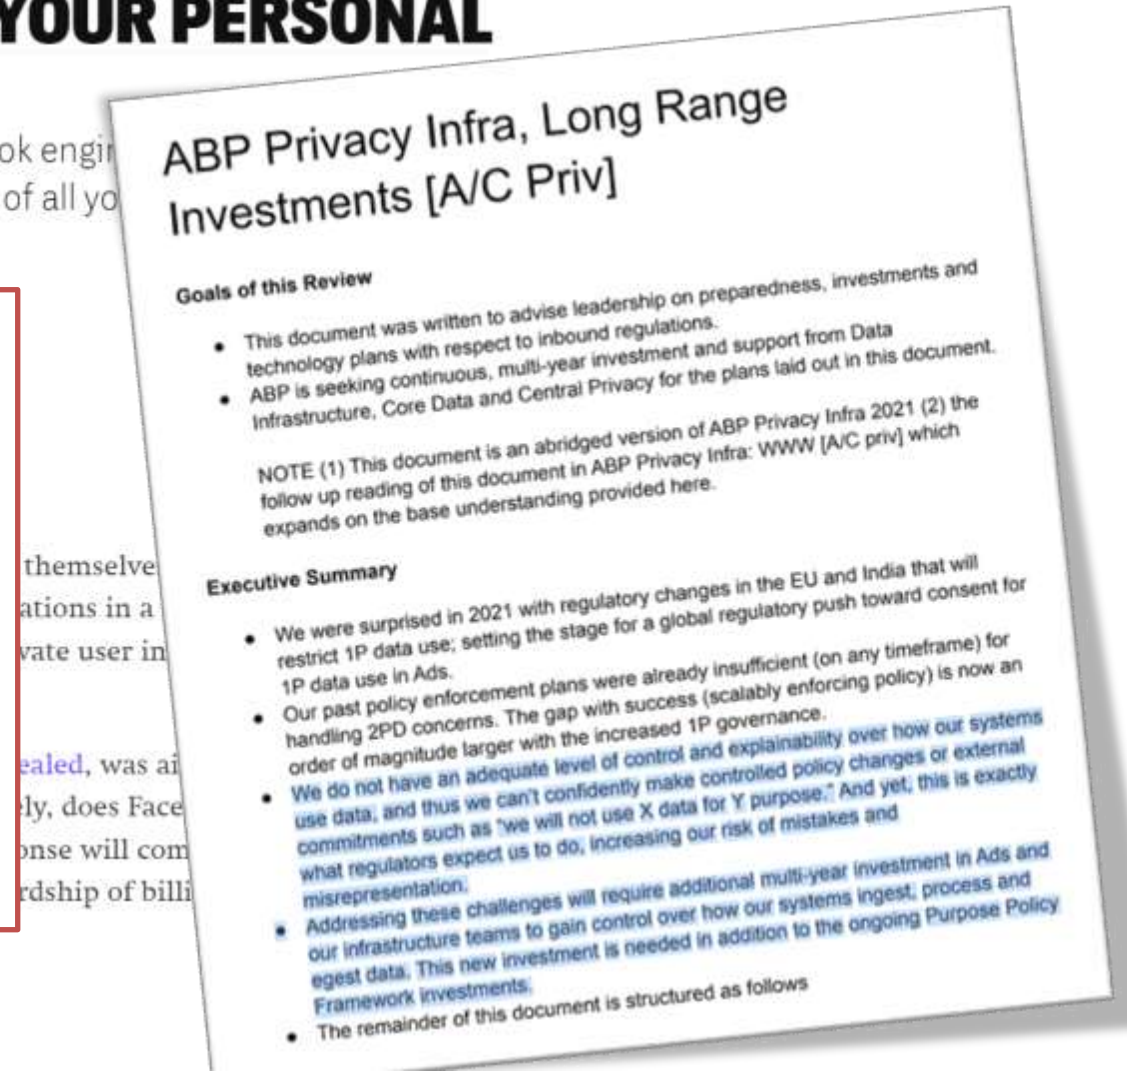 YOUR PERSONAL
ok engir
of all yo
themselve
ations in a
vate user in
ealed, was ai
ly, does Face
onse will com
rdship of billi
ABP Privacy Infra, Long Range
Investments [A/C Priv]
Goals of this Review
• This document was written to advise leadership on preparedness, investments and
technology plans with respect to inbound regulations.
• ABP is seeking continuous, multi-year investment and support from Data
Infrastructure, Core Data and Central Privacy for the plans laid out in this document.
NOTE (1) This document is an abridged version of ABP Privacy Infra 2021 (2) the
follow up reading of this document in ABP Privacy Infra: WWW [A/C priv] which
expands on the base understanding provided here.
Executive Summary
• We were surprised in 2021 with regulatory changes in the EU and India that will
restrict 1P data use; setting the stage for a global regulatory push toward consent for
1P data use in Ads.
• Our past policy enforcement plans were already insufficient (on any timeframe) for
handling 2PD concerns. The gap with success (scalably enforcing policy) is now an
order of magnitude larger with the increased 1P governance.
• We do not have an adequate level of control and explainability over how our systems
use data, and thus we can't confidently make controlled policy changes or external
commitments such as "we will not use X data for Y purpose." And yet, this is exactly
what regulators expect us to do, increasing our risk of mistakes and
misrepresentation.
• Addressing these challenges will require additional multi-year investment in Ads and
our infrastructure teams to gain control over how our systems ingest, process and
egest data. This new investment is needed in addition to the ongoing Purpose Policy
Framework investments.
• The remainder of this document is structured as follows